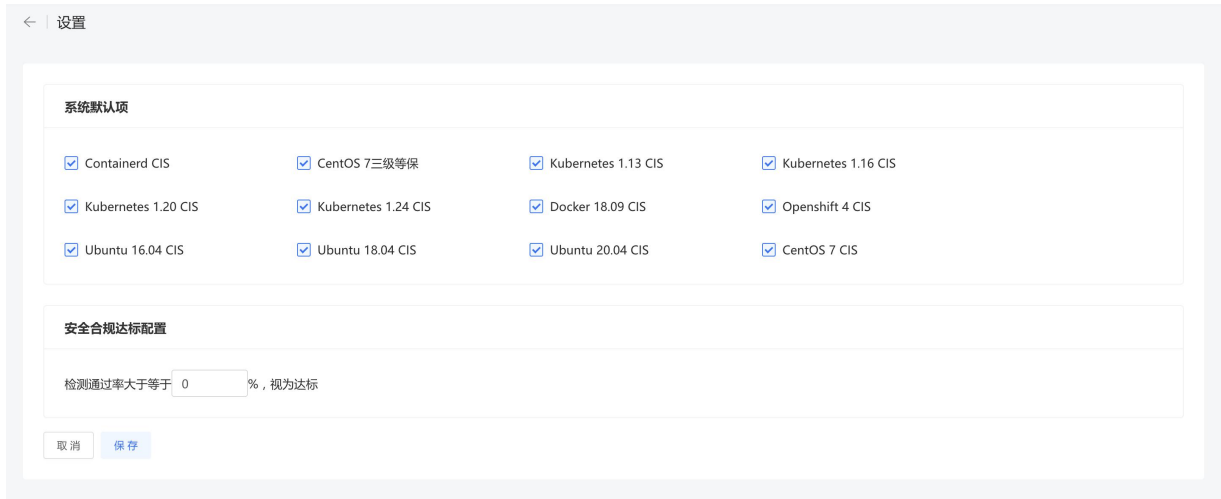 设置
系统默认项
Containerd CIS CentOS 7三级等保 Kubernetes 1.13 CIS Kubernetes 1.16 CIS
Kubernetes 1.20 CIS Kubernetes 1.24 CIS Docker 18.09 CIS Openshift 4 CIS
Ubuntu 16.04 CIS Ubuntu 18.04 CIS Ubuntu 20.04 CIS CentOS 7 CIS
安全合规达标配置
检测通过率大于等于 0 %，视为达标
取消 保存